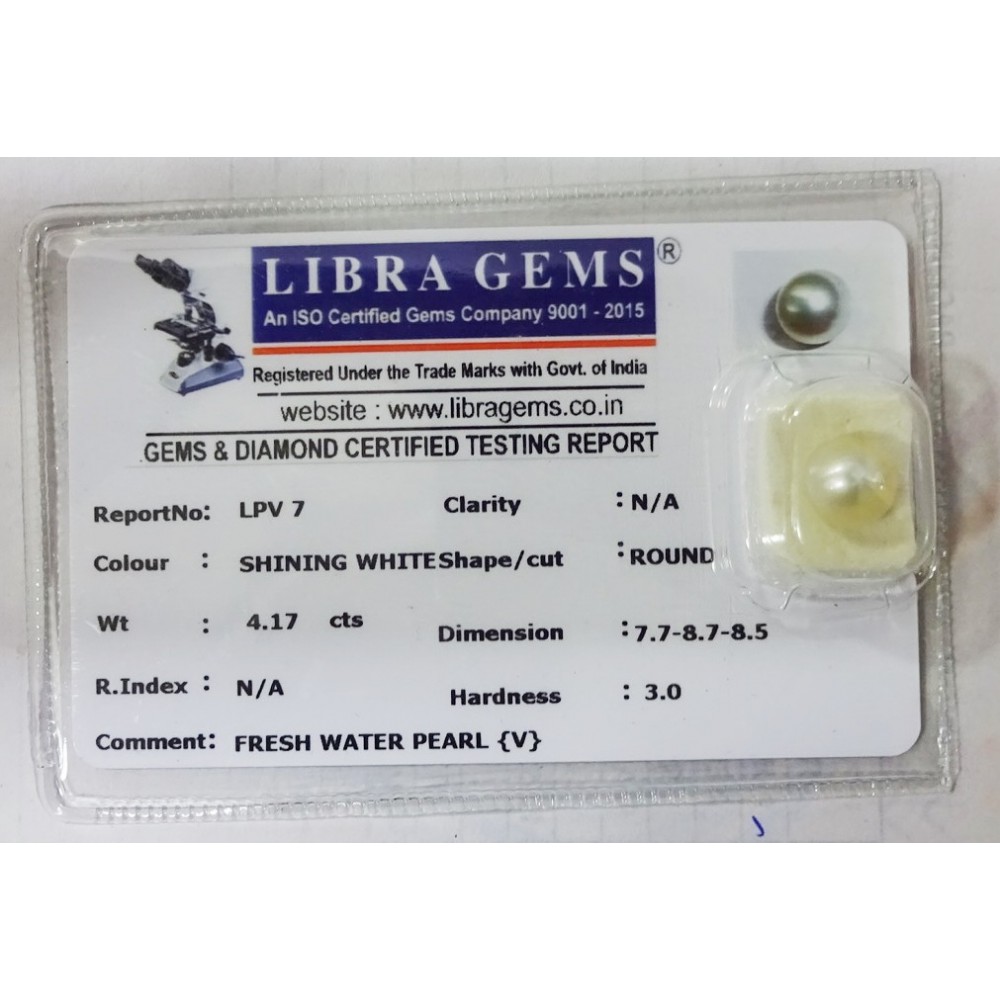 LIBRA GEMS ®
An ISO Certified Gems Company 9001 - 2015
Registered Under the Trade Marks with Govt. of India
website : www.libragems.co.in
GEMS & DIAMOND CERTIFIED TESTING REPORT
ReportNo: LPV 7 Clarity : N/A
Colour : SHINING WHITE Shape/cut : ROUND
Wt : 4.17 cts Dimension : 7.7-8.7-8.5
R.Index : N/A Hardness : 3.0
Comment: FRESH WATER PEARL {V}